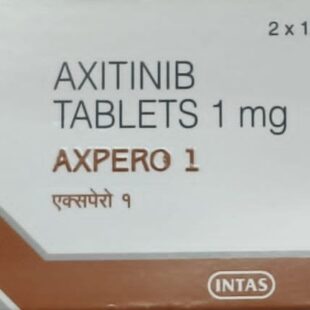 2 x 1
AXITINIB
TABLETS 1 mg
AXPERO 1
एक्सपेरो १
INTAS